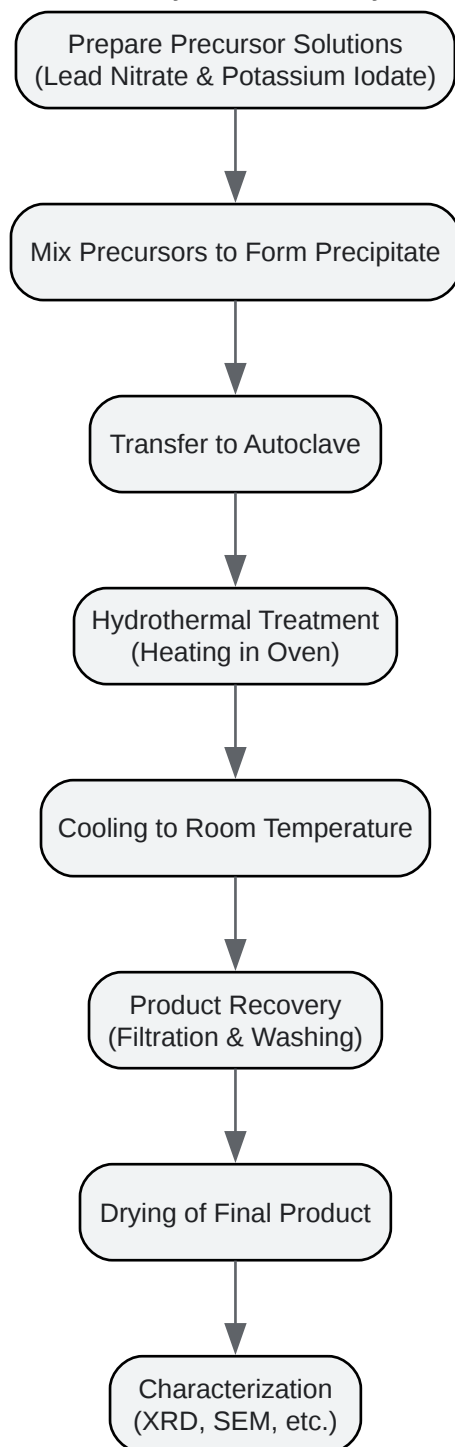 Prepare Precursor Solutions
(Lead Nitrate & Potassium Iodate)
Mix Precursors to Form Precipitate
Transfer to Autoclave
Hydrothermal Treatment
(Heating in Oven)
Cooling to Room Temperature
Product Recovery
(Filtration & Washing)
Drying of Final Product
Characterization
(XRD, SEM, etc.)